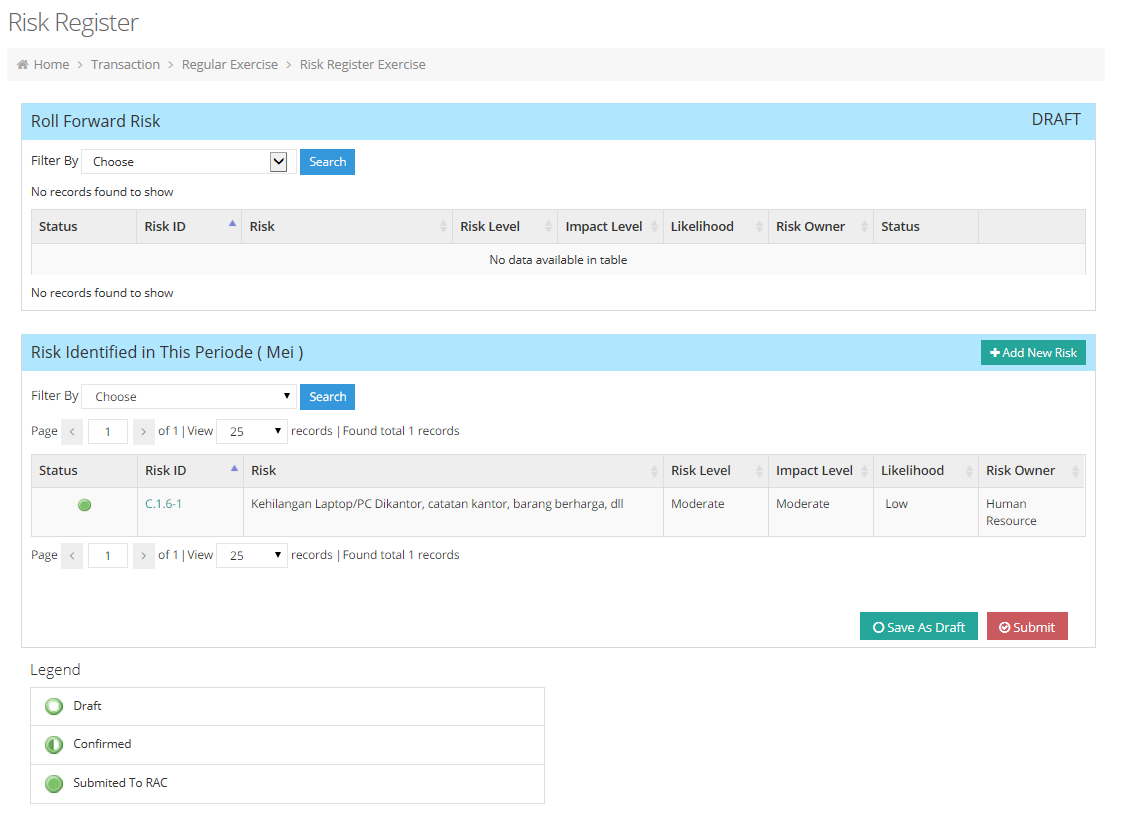 Risk Register
Home > Transaction > Regular Exercise > Risk Register Exercise
Roll Forward Risk DRAFT
Filter By Choose Search
No records found to show
Status Risk ID Risk Risk Level Impact Level Likelihood Risk Owner Status
No data available in table
No records found to show
Risk Identified in This Periode ( Mei ) Add New Risk
Filter By Choose Search
Page < 1 > of 1 | View 25 records | Found total 1 records
Status Risk ID Risk Risk Level Impact Level Likelihood Risk Owner
C.1.6-1 Kehilangan Laptop/PC Dikantor, catatan kantor, barang berharga, dll Moderate Moderate Low Human
Resource
Page < 1 > of 1 | View 25 records | Found total 1 records
Save As Draft Submit
Legend
Draft
Confirmed
Submited To RAC